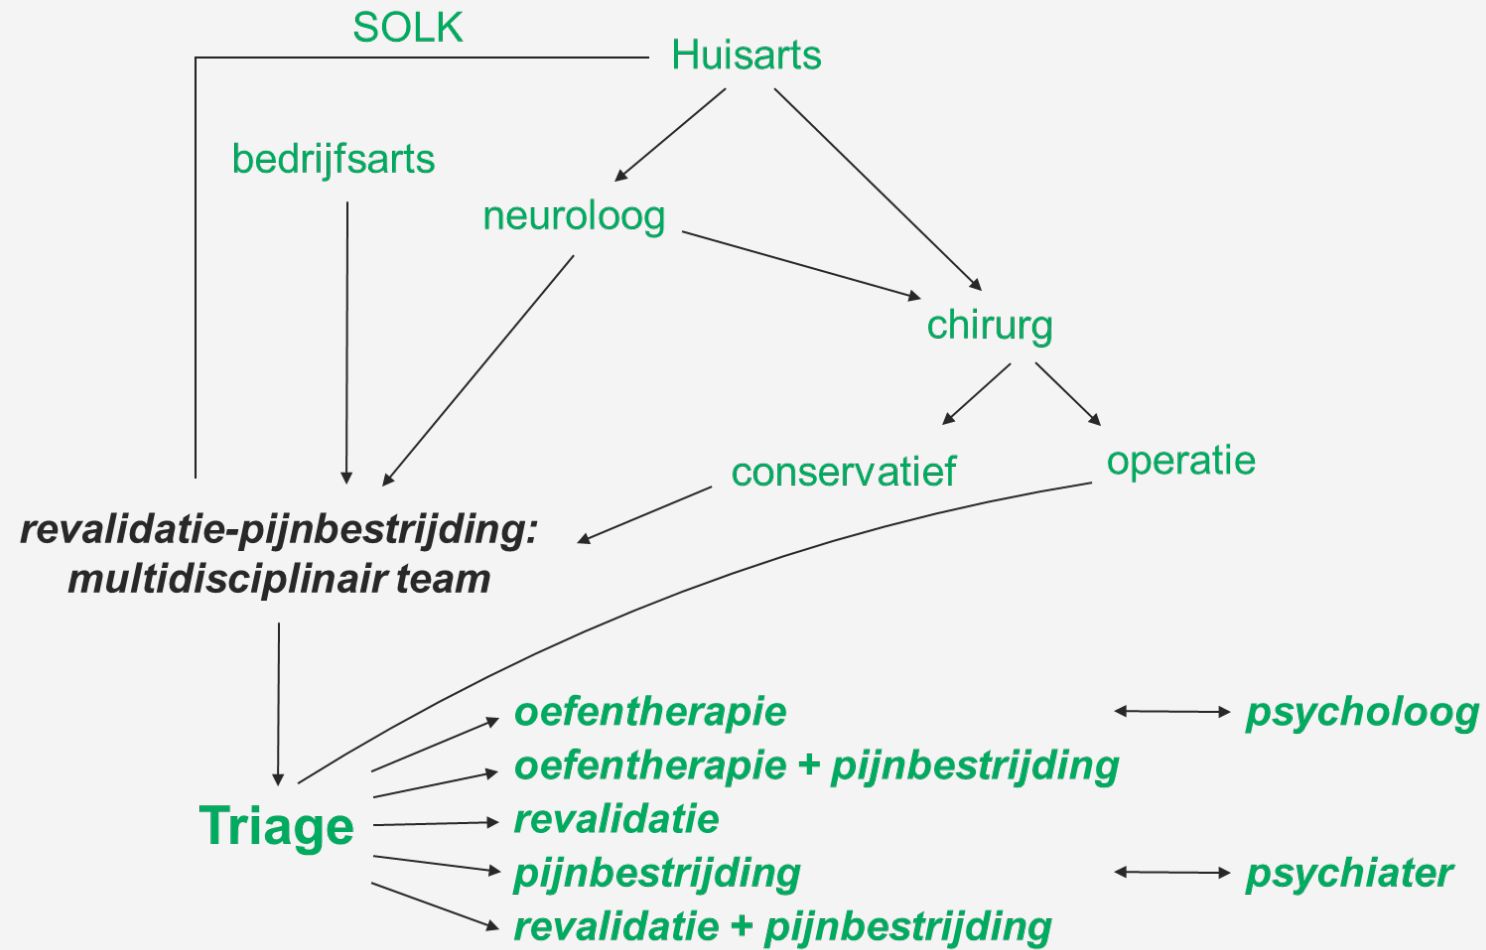 SOLK
Huisarts
bedrijfsarts
neuroloog
chirurg
conservatief
operatie
revalidatie-pijnbestrijding:
multidisciplinair team
oefentherapie
psycholoog
oefentherapie + pijnbestrijding
Triage
revalidatie
pijnbestrijding
psychiater
revalidatie + pijnbestrijding